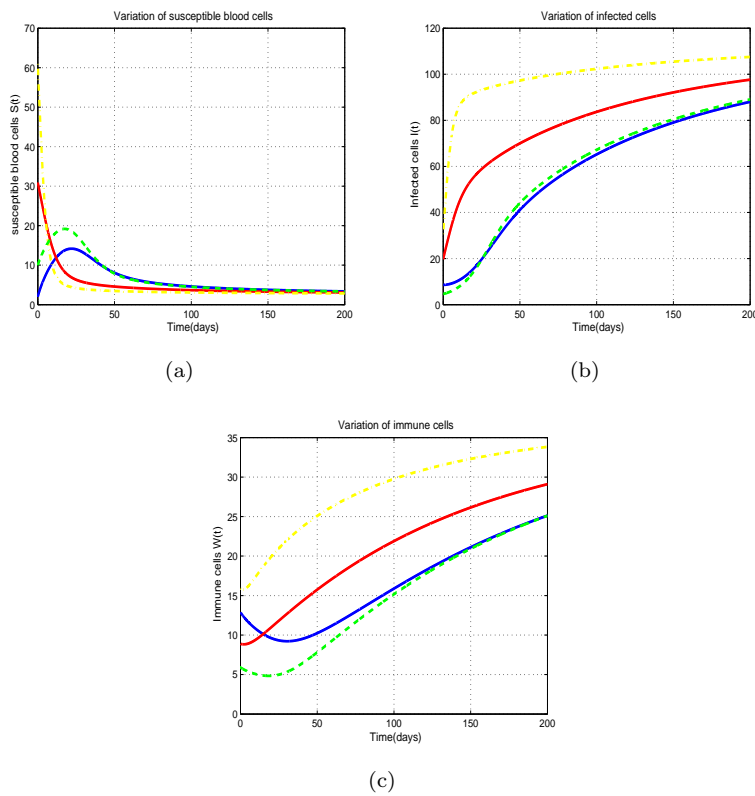 Variation of susceptible blood cells
susceptible blood cells S(t)
70
60
50
40
30
20
10
0
0 50 100 150 200
Time(days)
(a)
Variation of infected cells
Infected cells I(t)
120
100
80
60
40
20
0
0 50 100 150 200
Time(days)
(b)
Variation of immune cells
Immune cells W(t)
35
30
25
20
15
10
5
0
0 50 100 150 200
Time(days)
(c)